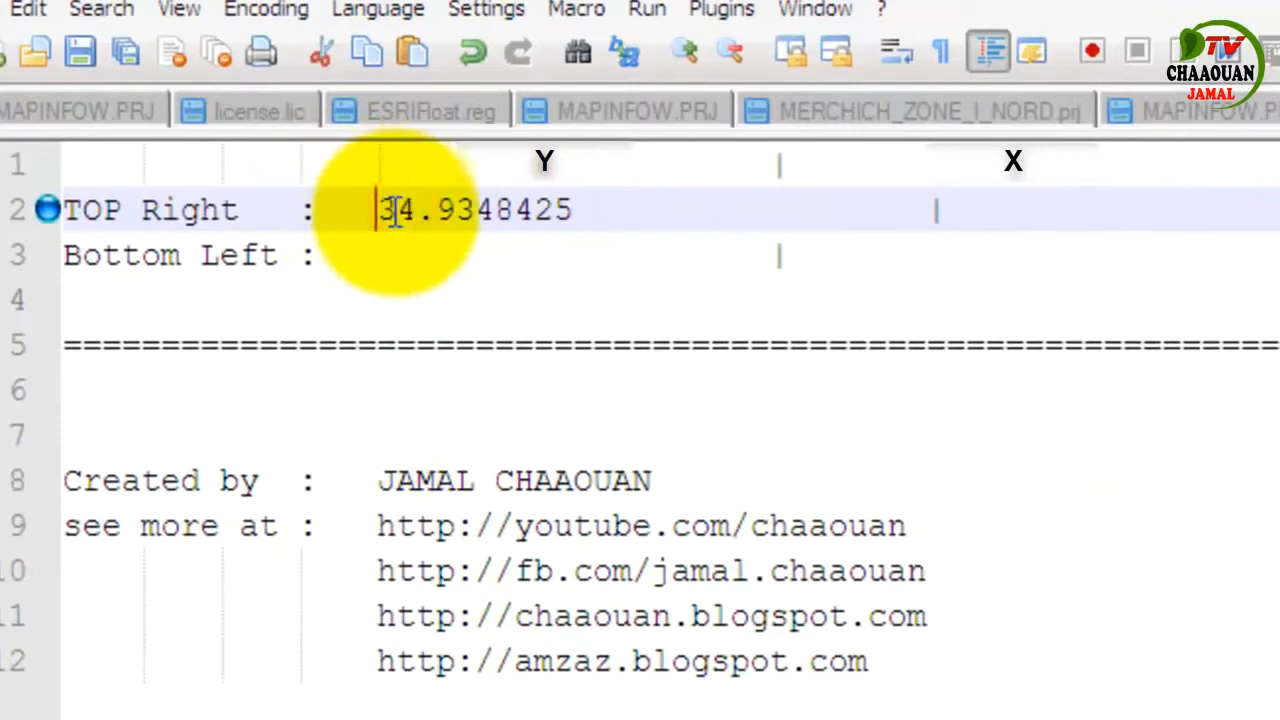 Edit Search View Encoding Language Settings Macro Run Plugins Window ?
TV
CHAAOUAN
JAMAL
MAPINFOW.PRJ license.lic ESRIFloat.reg MAPINFOW.PRJ MERCHICH_ZONE_I_NORD.prj MAPINFOW.P
1 Y | X
2 TOP Right : 34.9348425 |
3 Bottom Left : |
4
5 =============================================================
6
7
8 Created by : JAMAL CHAAOUAN
9 see more at : http://youtube.com/chaaouan
10 http://fb.com/jamal.chaaouan
11 http://chaaouan.blogspot.com
12 http://amzaz.blogspot.com